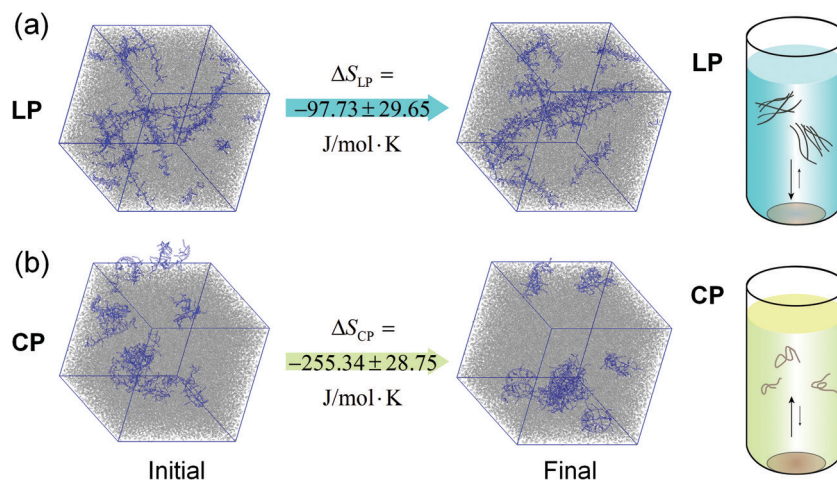 (a)
LP
ΔS_LP =
−97.73±29.65
J/mol·K
LP
(b)
CP
ΔS_CP =
−255.34±28.75
J/mol·K
CP
Initial
Final